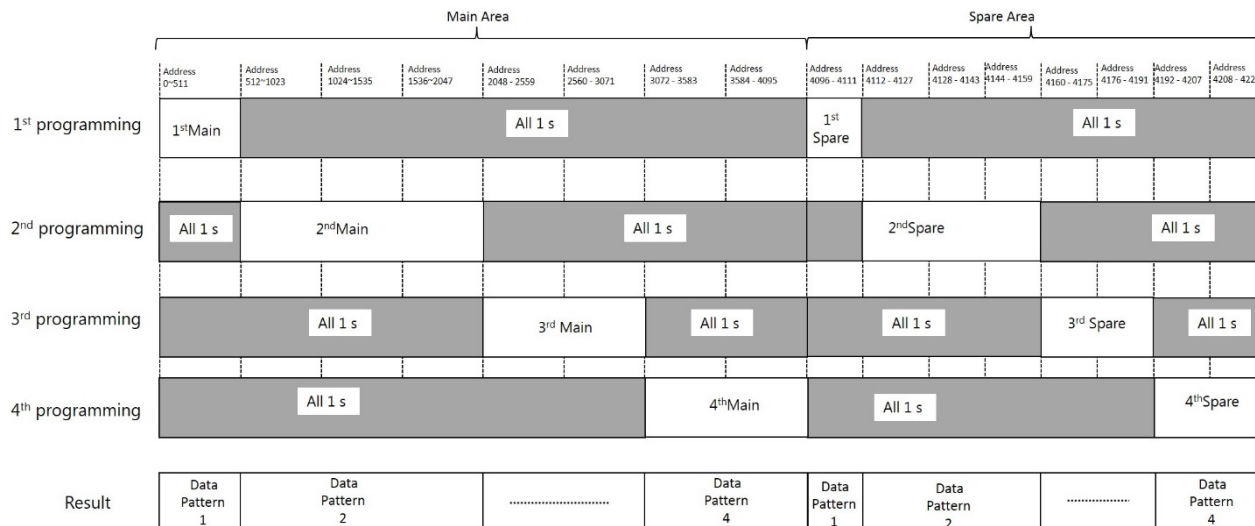 Main Area
Spare Area
Address
0~511
Address
512~1023
Address
1024~1535
Address
1536~2047
Address
2048 - 2559
Address
2560 - 3071
Address
3072 - 3583
Address
3584 - 4095
Address
4096 - 4111
Address
4112 - 4127
Address
4128 - 4143
Address
4144 - 4159
Address
4160 - 4175
Address
4176 - 4191
Address
4192 - 4207
Address
4208 - 422
1st programming
1stMain
All 1 s
1st
Spare
All 1 s
2nd programming
All 1 s
2ndMain
All 1 s
2ndSpare
All 1 s
3rd programming
All 1 s
3rd Main
All 1 s
All 1 s
3rd Spare
All 1 s
4th programming
All 1 s
4thMain
All 1 s
4thSpare
Result
Data
Pattern
1
Data
Pattern
2
....................
Data
Pattern
4
Data
Pattern
1
Data
Pattern
2
............
Data
Pattern
4